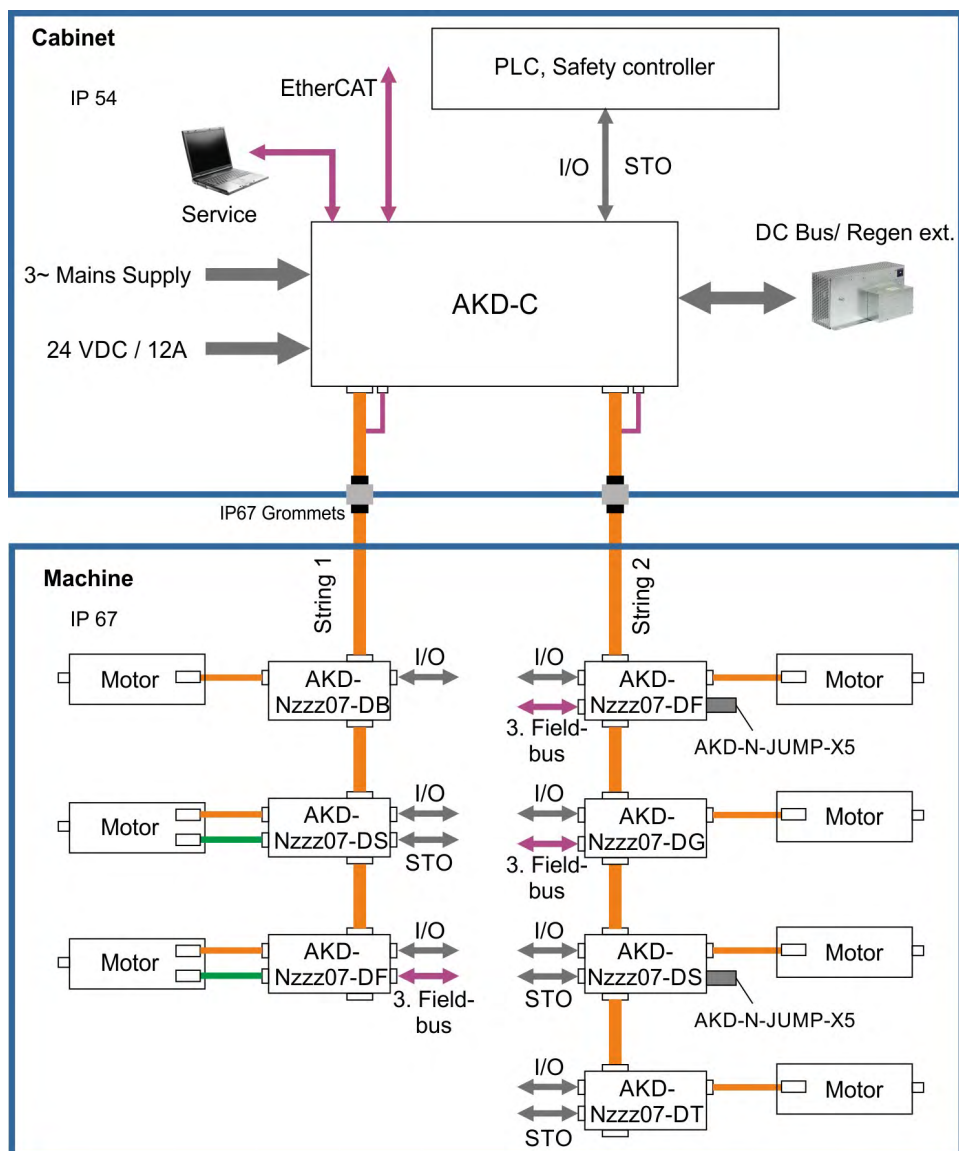 Cabinet
IP 54
EtherCAT
PLC, Safety controller
I/O
STO
Service
DC Bus/ Regen ext.
3~ Mains Supply
AKD-C
24 VDC / 12A
IP67 Grommets
Machine
IP 67
String 1
String 2
Motor
AKD-
Nzzz07-DB
I/O
I/O
3. Field-
bus
AKD-
Nzzz07-DF
Motor
AKD-N-JUMP-X5
Motor
AKD-
Nzzz07-DS
I/O
STO
I/O
3. Field-
bus
AKD-
Nzzz07-DG
Motor
Motor
AKD-
Nzzz07-DF
I/O
3. Field-
bus
I/O
STO
AKD-
Nzzz07-DS
Motor
AKD-N-JUMP-X5
I/O
STO
AKD-
Nzzz07-DT
Motor